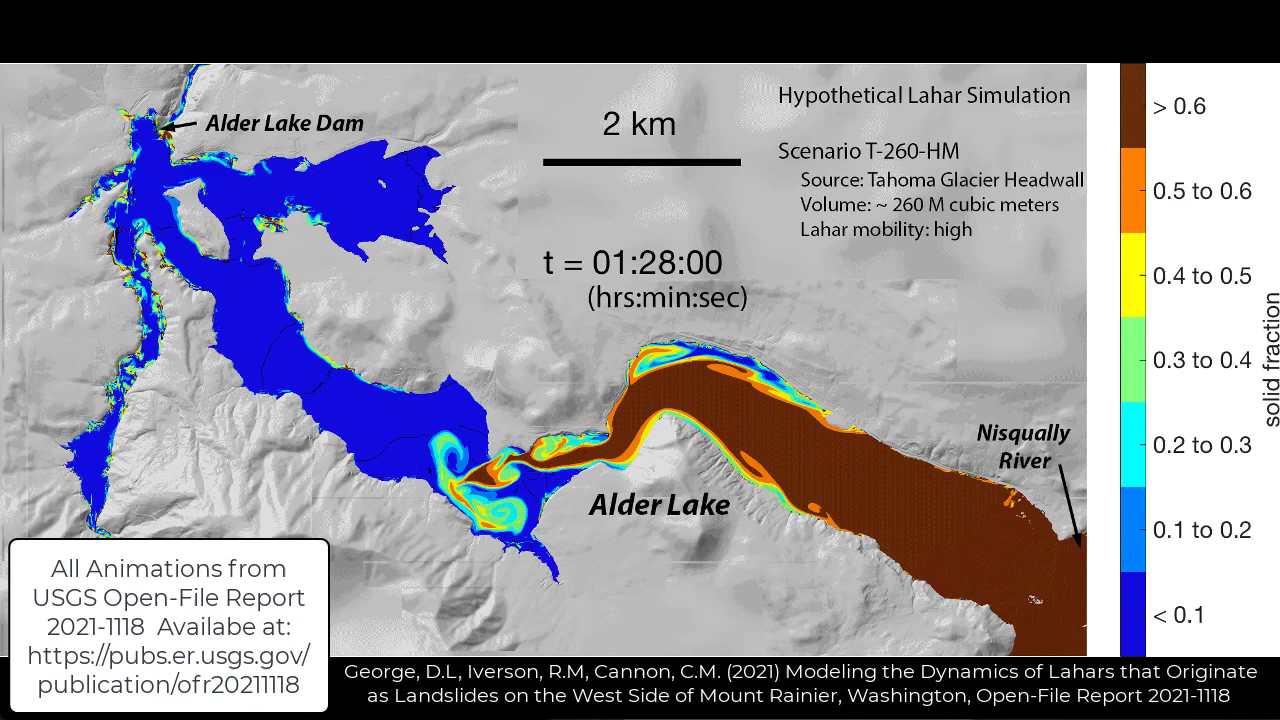 Alder Lake Dam
2 km
Hypothetical Lahar Simulation
Scenario T-260-HM
Source: Tahoma Glacier Headwall
Volume: ~ 260 M cubic meters
Lahar mobility: high
t = 01:28:00
(hrs:min:sec)
Nisqually
River
Alder Lake
> 0.6
0.5 to 0.6
0.4 to 0.5
0.3 to 0.4
0.2 to 0.3
0.1 to 0.2
< 0.1
solid fraction
All Animations from
USGS Open-File Report
2021-1118 Availabe at:
https://pubs.er.usgs.gov/
publication/ofr20211118
George, D.L, Iverson, R.M, Cannon, C.M. (2021) Modeling the Dynamics of Lahars that Originate
as Landslides on the West Side of Mount Rainier, Washington, Open-File Report 2021-1118